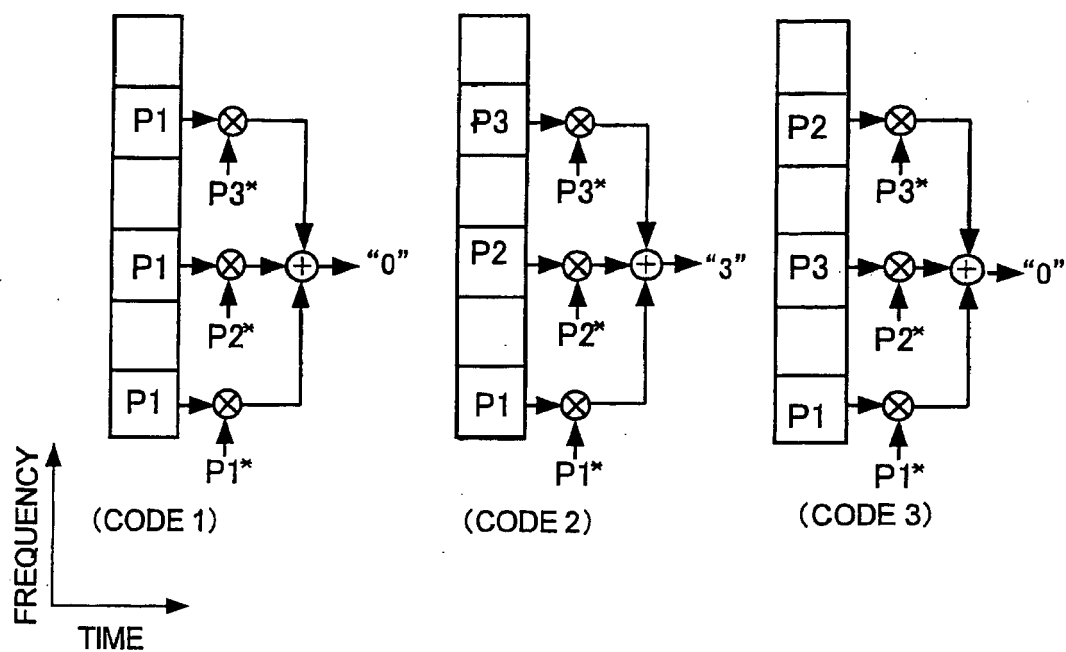 P1
P3*
P1
P2*
"0"
P1
P1*
(CODE 1)
P3
P3*
P2
P2*
"3"
P1
P1*
(CODE 2)
P2
P3*
P3
P2*
"0"
P1
P1*
(CODE 3)
FREQUENCY
TIME